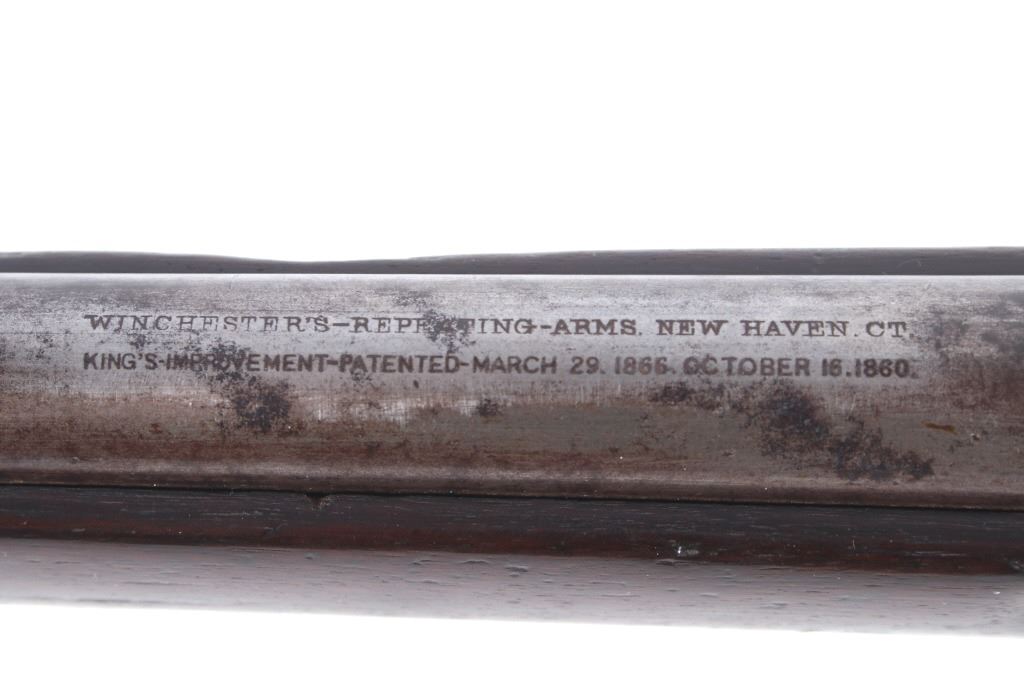 WINCHESTER'S-REPEATING-ARMS. NEW HAVEN. CT.
KING'S-IMPROVEMENT-PATENTED-MARCH 29. 1866. OCTOBER 16. 1860.